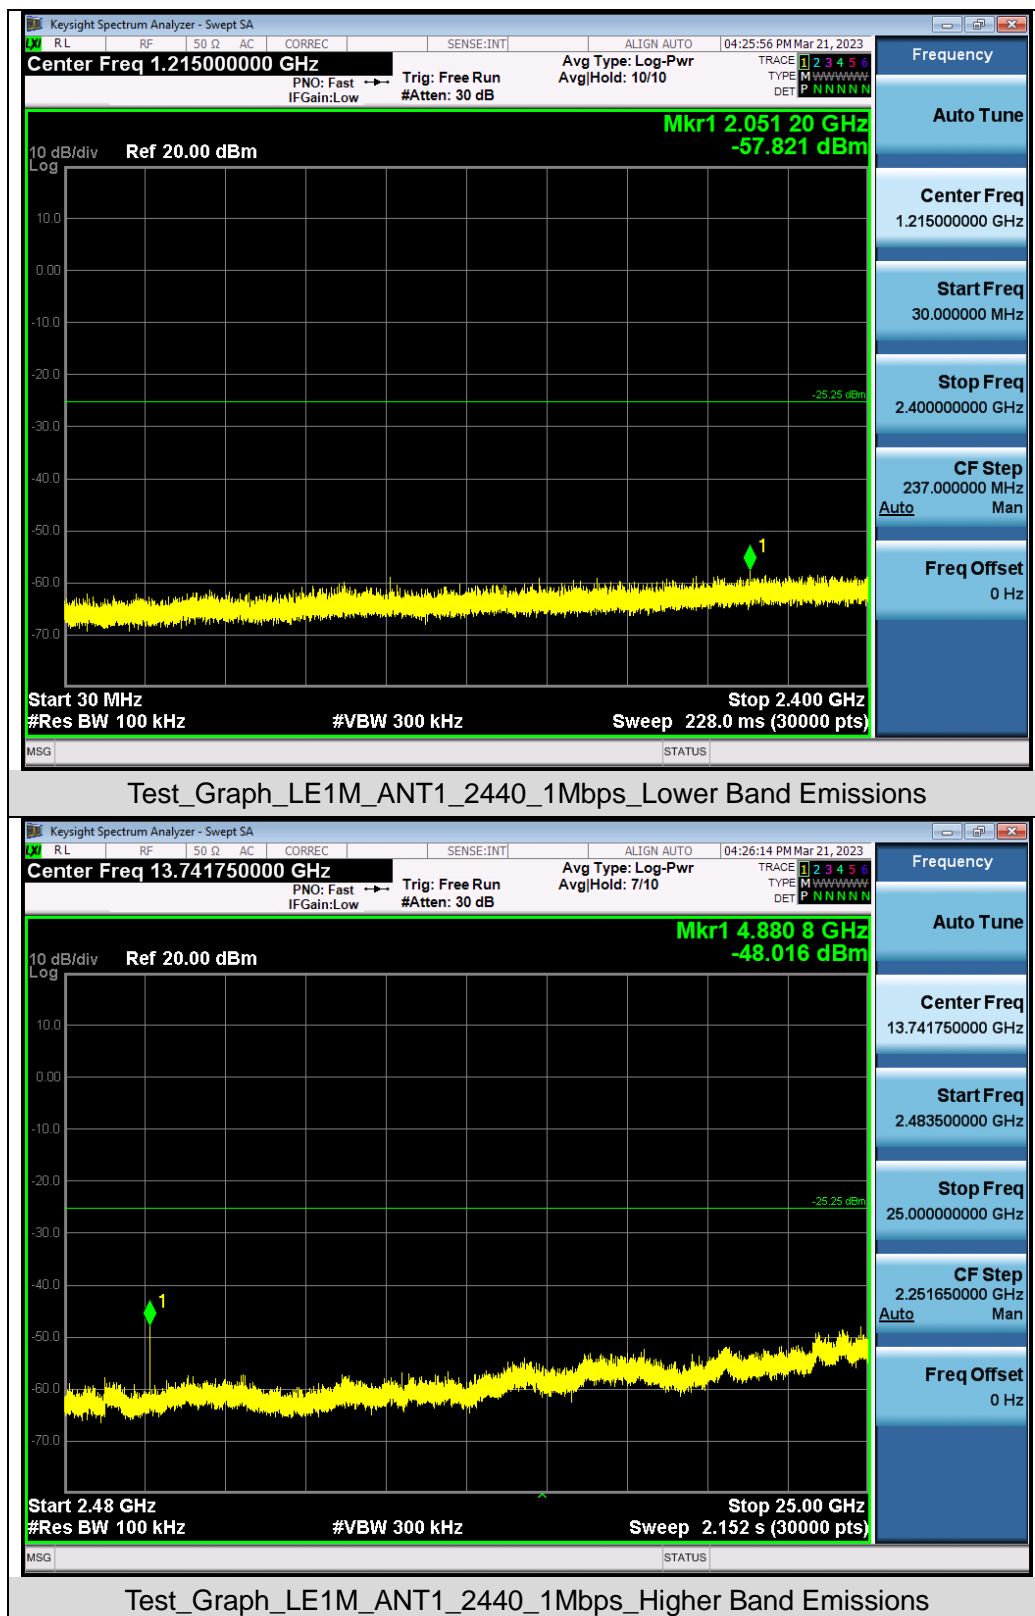 Keysight Spectrum Analyzer - Swept SA
LXI RL RF 50 Ω AC CORREC SENSE:INT ALIGN AUTO 04:25:56 PM Mar 21, 2023
Center Freq 1.215000000 GHz
PNO: Fast
IFGain:Low
Trig: Free Run
#Atten: 30 dB
Avg Type: Log-Pwr
Avg|Hold: 10/10
TRACE 1 2 3 4 5 6
TYPE M WWWWW
DET P N N N N N
Mkr1 2.051 20 GHz
-57.821 dBm
10 dB/div Ref 20.00 dBm
Log
10.0
0.00
-10.0
-20.0
-25.25 dBm
-30.0
-40.0
-50.0
1
-60.0
-70.0
Start 30 MHz Stop 2.400 GHz
#Res BW 100 kHz #VBW 300 kHz Sweep 228.0 ms (30000 pts)
MSG STATUS
Frequency
Auto Tune
Center Freq
1.215000000 GHz
Start Freq
30.000000 MHz
Stop Freq
2.400000000 GHz
CF Step
237.000000 MHz
Auto Man
Freq Offset
0 Hz
Test_Graph_LE1M_ANT1_2440_1Mbps_Lower Band Emissions
Keysight Spectrum Analyzer - Swept SA
LXI RL RF 50 Ω AC CORREC SENSE:INT ALIGN AUTO 04:26:14 PM Mar 21, 2023
Center Freq 13.741750000 GHz
PNO: Fast
IFGain:Low
Trig: Free Run
#Atten: 30 dB
Avg Type: Log-Pwr
Avg|Hold: 7/10
TRACE 1 2 3 4 5 6
TYPE M WWWWW
DET P N N N N N
Mkr1 4.880 8 GHz
-48.016 dBm
10 dB/div Ref 20.00 dBm
Log
10.0
0.00
-10.0
-20.0
-25.25 dBm
-30.0
-40.0
1
-50.0
-60.0
-70.0
Start 2.48 GHz Stop 25.00 GHz
#Res BW 100 kHz #VBW 300 kHz Sweep 2.152 s (30000 pts)
MSG STATUS
Frequency
Auto Tune
Center Freq
13.741750000 GHz
Start Freq
2.483500000 GHz
Stop Freq
25.000000000 GHz
CF Step
2.251650000 GHz
Auto Man
Freq Offset
0 Hz
Test_Graph_LE1M_ANT1_2440_1Mbps_Higher Band Emissions